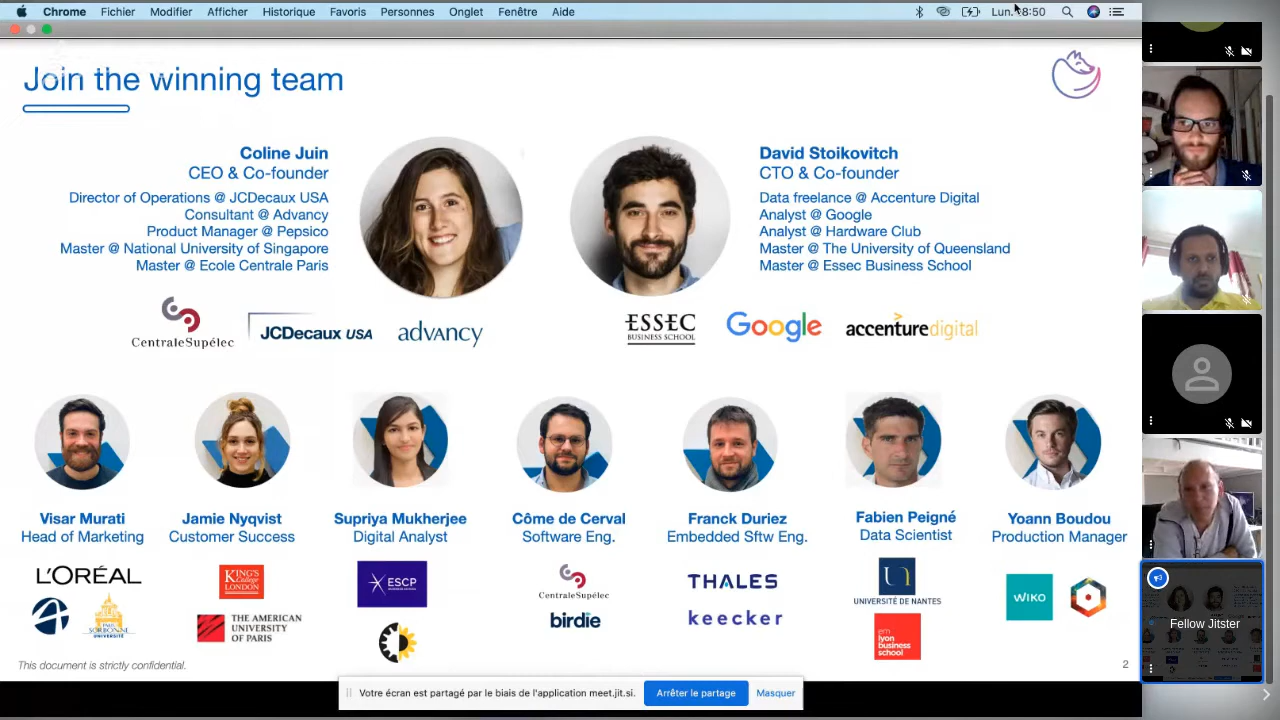 Chrome Fichier Modifier Afficher Historique Favoris Personnes Onglet Fenêtre Aide
Lun. 18:50
Join the winning team
Coline Juin
CEO & Co-founder
Director of Operations @ JCDecaux USA
Consultant @ Advancy
Product Manager @ Pepsico
Master @ National University of Singapore
Master @ Ecole Centrale Paris
CentraleSupélec
JCDecaux USA
advancy
David Stoikovitch
CTO & Co-founder
Data freelance @ Accenture Digital
Analyst @ Google
Analyst @ Hardware Club
Master @ The University of Queensland
Master @ Essec Business School
ESSEC
BUSINESS SCHOOL
Google
accenturedigital
Visar Murati
Head of Marketing
L'ORÉAL
SORBONNE
UNIVERSITÉ
Jamie Nyqvist
Customer Success
KING'S
College
LONDON
THE AMERICAN
UNIVERSITY
OF PARIS
Supriya Mukherjee
Digital Analyst
ESCP
Côme de Cerval
Software Eng.
CentraleSupélec
birdie
Franck Duriez
Embedded Sftw Eng.
THALES
keecker
Fabien Peigné
Data Scientist
UNIVERSITÉ DE NANTES
em
lyon
business
school
Yoann Boudou
Production Manager
WIKO
This document is strictly confidential.
2
Votre écran est partagé par le biais de l'application meet.jit.si.
Arrêter le partage
Masquer
Fellow Jitster